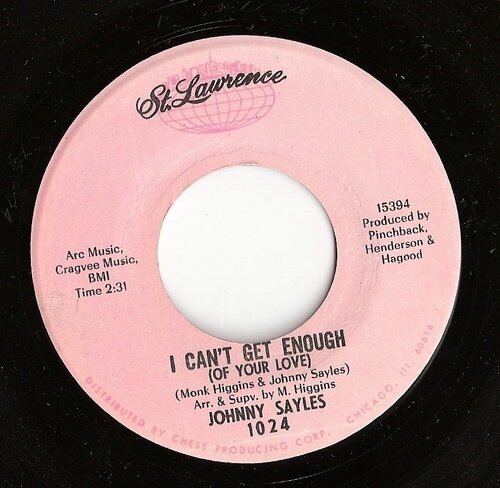 St. Lawrence
15394
Produced by
Pinchback,
Henderson &
Hagood
Arc Music,
Cragvee Music,
BMI
Time 2:31
I CAN'T GET ENOUGH
(OF YOUR LOVE)
(Monk Higgins & Johnny Sayles)
Arr. & Supv. by M. Higgins
JOHNNY SAYLES
1024
DISTRIBUTED BY CHESS PRODUCING CORP. CHICAGO, ILL. 60616